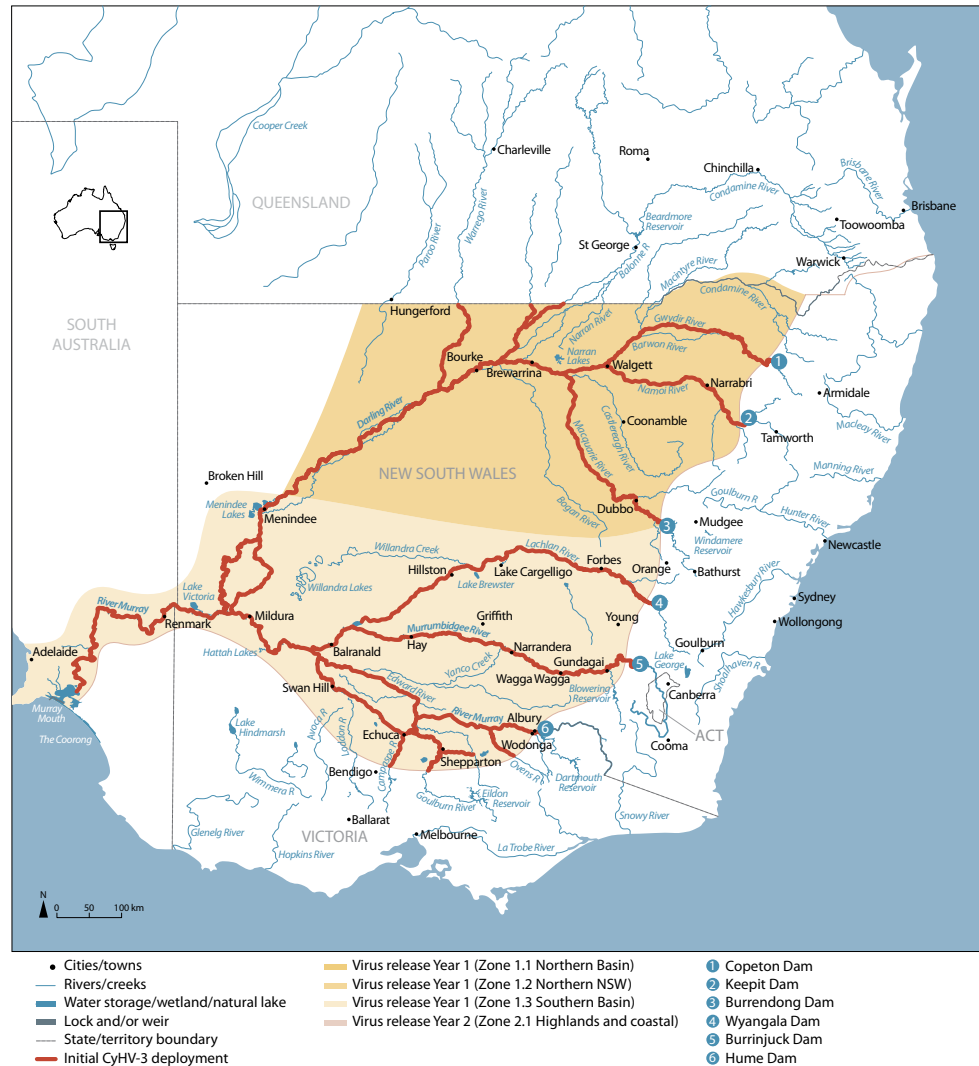 Cooper Creek
Charleville
Roma
Chinchilla
Condamine River
Brisbane River
Brisbane
QUEENSLAND
Warrego River
Paroo River
Beardmore
Reservoir
Toowoomba
St George
Balonne R
Macintyre River
Warwick
Condamine River
Hungerford
SOUTH
AUSTRALIA
Gwydir River
Narran River
Barwon River
Narran
Lakes
Bourke
Brewarrina
Walgett
1
Namoi River
Narrabri
Armidale
Darling River
Macquarie River
Castlereagh River
Coonamble
2
Tamworth
Macleay River
NEW SOUTH WALES
Manning River
Broken Hill
Menindee
Lakes
Menindee
Bogan River
Dubbo
3
Goulburn R
Hunter River
Mudgee
Windamere
Reservoir
Newcastle
Willandra Creek
Lachlan River
Forbes
Orange
Bathurst
Hillston
Lake Cargelligo
Lake Brewster
Willandra Lakes
Hawkesbury River
Lake
Victoria
River Murray
Renmark
Mildura
Griffith
Young
4
Sydney
Wollongong
Murrumbidgee River
Adelaide
Hattah Lakes
Balranald
Hay
Narrandera
Goulburn
Yanco Creek
Gundagai
5
Lake
George
Shoalhaven R
Swan Hill
Edward River
Wagga Wagga
Blowering
Reservoir
Canberra
Murray
Mouth
The Coorong
Lake
Hindmarsh
Avoca R
Loddon R
River Murray
Albury
6
ACT
Echuca
Wodonga
Cooma
Campaspe R
Shepparton
Ovens R
Dartmouth
Reservoir
Bendigo
Wimmera R
Eildon
Reservoir
Goulburn River
Snowy River
Ballarat
Glenelg River
VICTORIA
Melbourne
La Trobe River
Hopkins River
N
0 50 100 km
Cities/towns
Rivers/creeks
Water storage/wetland/natural lake
Lock and/or weir
State/territory boundary
Initial CyHV-3 deployment
Virus release Year 1 (Zone 1.1 Northern Basin)
Virus release Year 1 (Zone 1.2 Northern NSW)
Virus release Year 1 (Zone 1.3 Southern Basin)
Virus release Year 2 (Zone 2.1 Highlands and coastal)
1 Copeton Dam
2 Keepit Dam
3 Burrendong Dam
4 Wyangala Dam
5 Burrinjuck Dam
6 Hume Dam